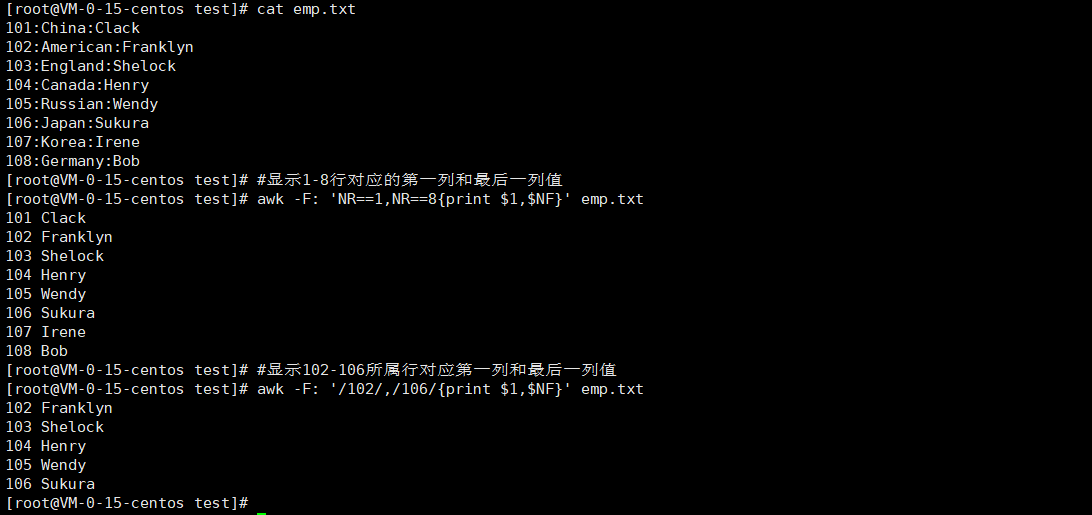 [root@VM-0-15-centos test]# cat emp.txt
101:China:Clack
102:American:Franklyn
103:England:Shelock
104:Canada:Henry
105:Russian:Wendy
106:Japan:Sukura
107:Korea:Irene
108:Germany:Bob
[root@VM-0-15-centos test]# #显示1-8行对应的第一列和最后一列值
[root@VM-0-15-centos test]# awk -F: 'NR==1,NR==8{print $1,$NF}' emp.txt
101 Clack
102 Franklyn
103 Shelock
104 Henry
105 Wendy
106 Sukura
107 Irene
108 Bob
[root@VM-0-15-centos test]# #显示102-106所属行对应第一列和最后一列值
[root@VM-0-15-centos test]# awk -F: '/102/,/106/{print $1,$NF}' emp.txt
102 Franklyn
103 Shelock
104 Henry
105 Wendy
106 Sukura
[root@VM-0-15-centos test]#